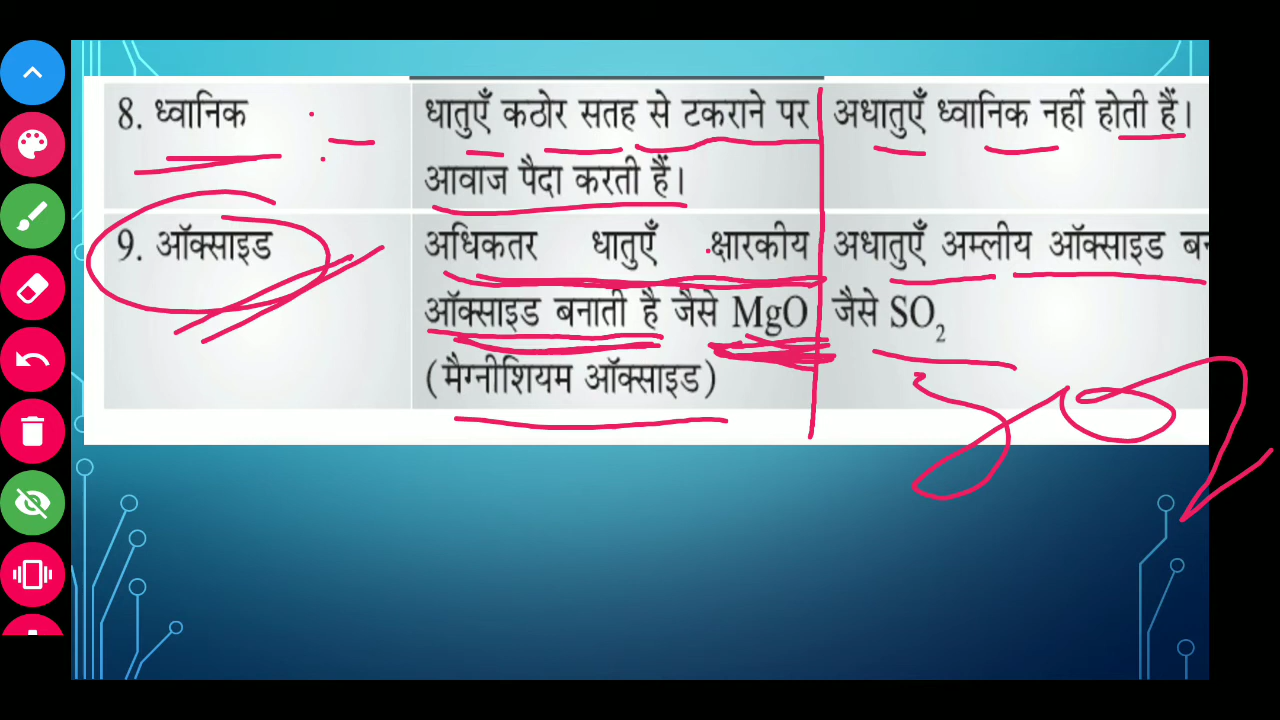 8. ध्वानिक
धातुएँ कठोर सतह से टकराने पर
आवाज पैदा करती हैं।
अधातुएँ ध्वानिक नहीं होती हैं।
9. ऑक्साइड
अधिकतर धातुएँ क्षारकीय
ऑक्साइड बनाती है जैसे MgO
(मैग्नीशियम ऑक्साइड)
अधातुएँ अम्लीय ऑक्साइड
जैसे SO₂